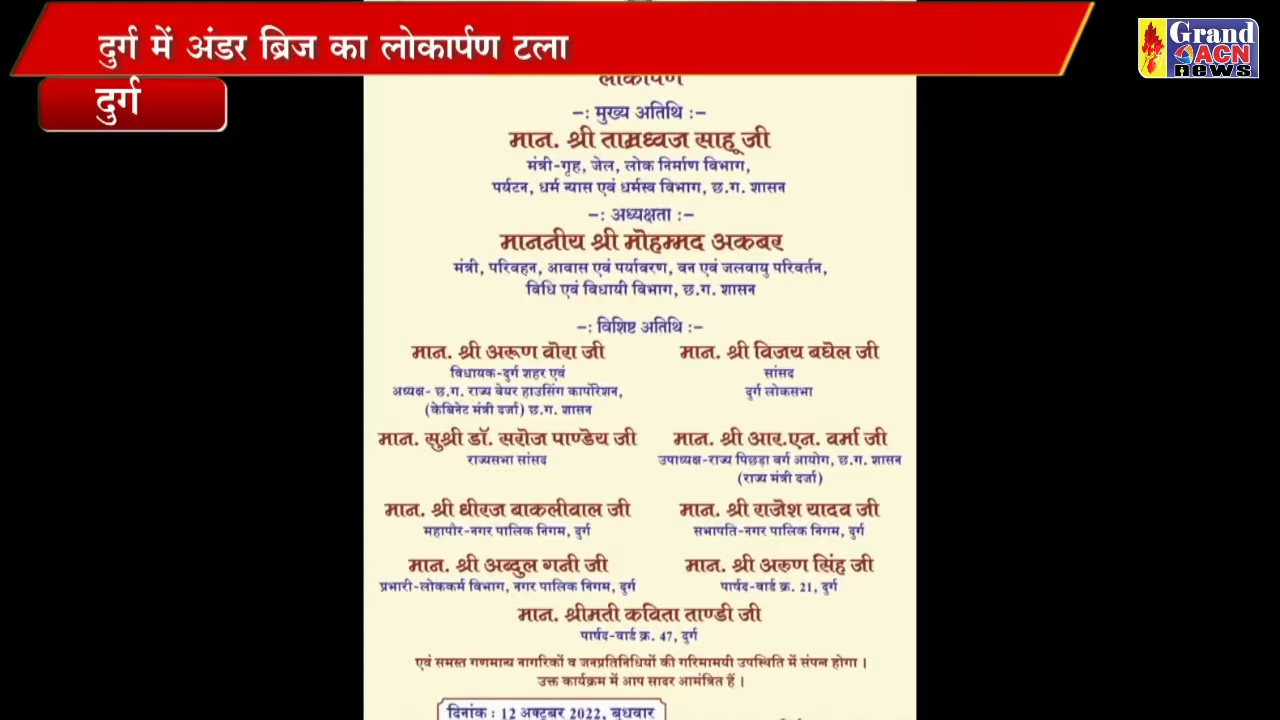 दुर्ग में अंडर ब्रिज का लोकार्पण टला
Grand
ACN
news
दुर्ग
लोकार्पण
–: मुख्य अतिथि :–
मान. श्री ताम्रध्वज साहू जी
मंत्री-गृह, जेल, लोक निर्माण विभाग,
पर्यटन, धर्म न्यास एवं धर्मस्व विभाग, छ.ग. शासन
–: अध्यक्षता :–
माननीय श्री मोहम्मद अकबर
मंत्री, परिवहन, आवास एवं पर्यावरण, वन एवं जलवायु परिवर्तन,
विधि एवं विधायी विभाग, छ.ग. शासन
–: विशिष्ट अतिथि :–
मान. श्री अरूण वोरा जी
विधायक-दुर्ग शहर एवं
अध्यक्ष- छ.ग. राज्य वेयर हाउसिंग कार्पोरेशन,
(केबिनेट मंत्री दर्जा) छ.ग. शासन
मान. श्री विजय बघेल जी
सांसद
दुर्ग लोकसभा
मान. सुश्री डॉ. सरोज पाण्डेय जी
राज्यसभा सांसद
मान. श्री आर.एन. वर्मा जी
उपाध्यक्ष-राज्य पिछड़ा वर्ग आयोग, छ.ग. शासन
(राज्य मंत्री दर्जा)
मान. श्री धीरज बाकलीवाल जी
महापौर-नगर पालिक निगम, दुर्ग
मान. श्री राजेश यादव जी
सभापति-नगर पालिक निगम, दुर्ग
मान. श्री अब्दुल गनी जी
प्रभारी-लोककर्म विभाग, नगर पालिक निगम, दुर्ग
मान. श्री अरुण सिंह जी
पार्षद-वार्ड क्र. 21, दुर्ग
मान. श्रीमती कविता ताण्डी जी
पार्षद-वार्ड क्र. 47, दुर्ग
एवं समस्त गणमान्य नागरिकों व जनप्रतिनिधियों की गरिमामयी उपस्थिति में संपन्न होगा ।
उक्त कार्यक्रम में आप सादर आमंत्रित हैं ।
दिनांक : 12 अक्टूबर 2022, बुधवार